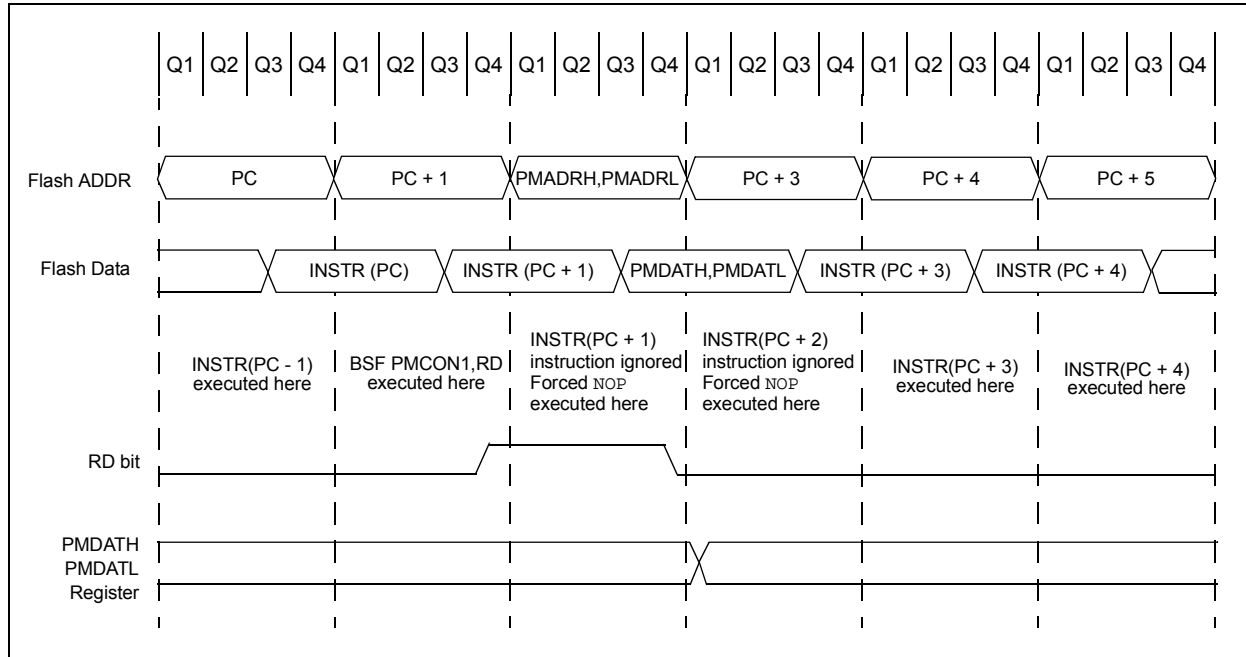 Q1 Q2 Q3 Q4 Q1 Q2 Q3 Q4 Q1 Q2 Q3 Q4 Q1 Q2 Q3 Q4 Q1 Q2 Q3 Q4 Q1 Q2 Q3 Q4
Flash ADDR PC PC + 1 PMADRH,PMADRL PC + 3 PC + 4 PC + 5
Flash Data INSTR (PC) INSTR (PC + 1) PMDATH,PMDATL INSTR (PC + 3) INSTR (PC + 4)
INSTR(PC - 1)
executed here
BSF PMCON1,RD
executed here
INSTR(PC + 1)
instruction ignored
Forced NOP
executed here
INSTR(PC + 2)
instruction ignored
Forced NOP
executed here
INSTR(PC + 3)
executed here
INSTR(PC + 4)
executed here
RD bit
PMDATH
PMDATL
Register